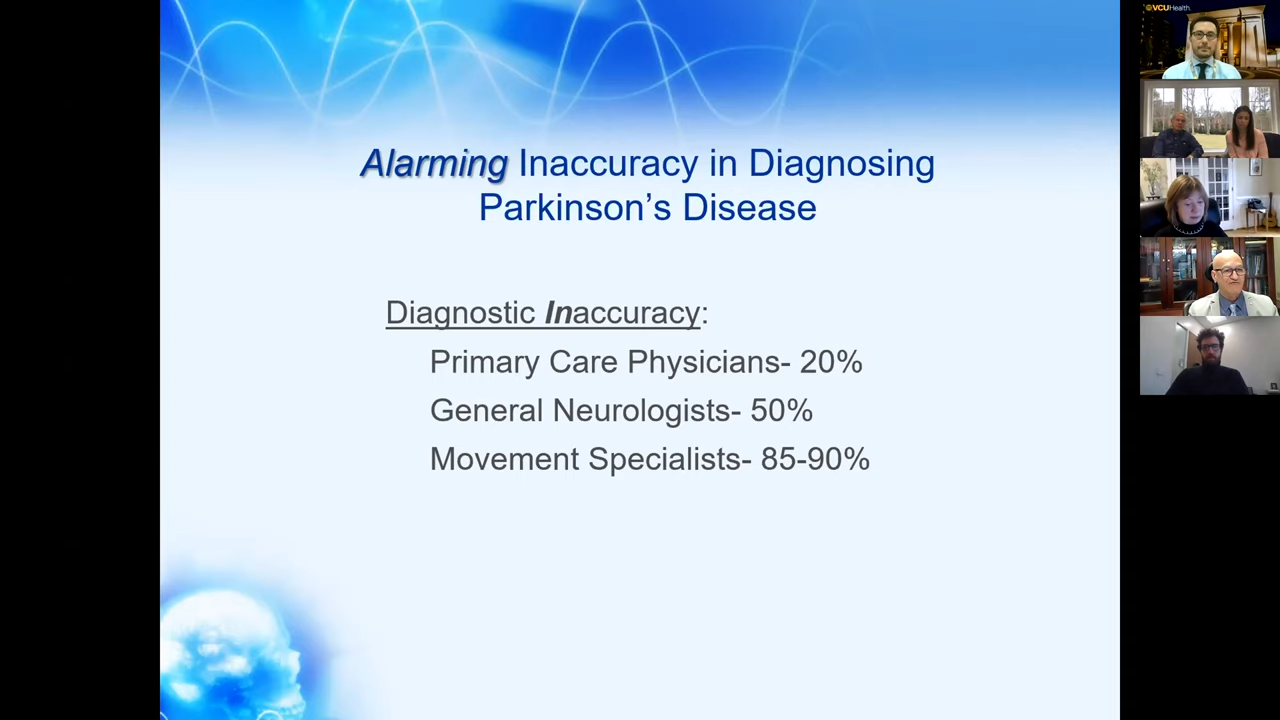 Alarming Inaccuracy in Diagnosing
Parkinson's Disease
Diagnostic Inaccuracy:
Primary Care Physicians- 20%
General Neurologists- 50%
Movement Specialists- 85-90%
VCUHealth